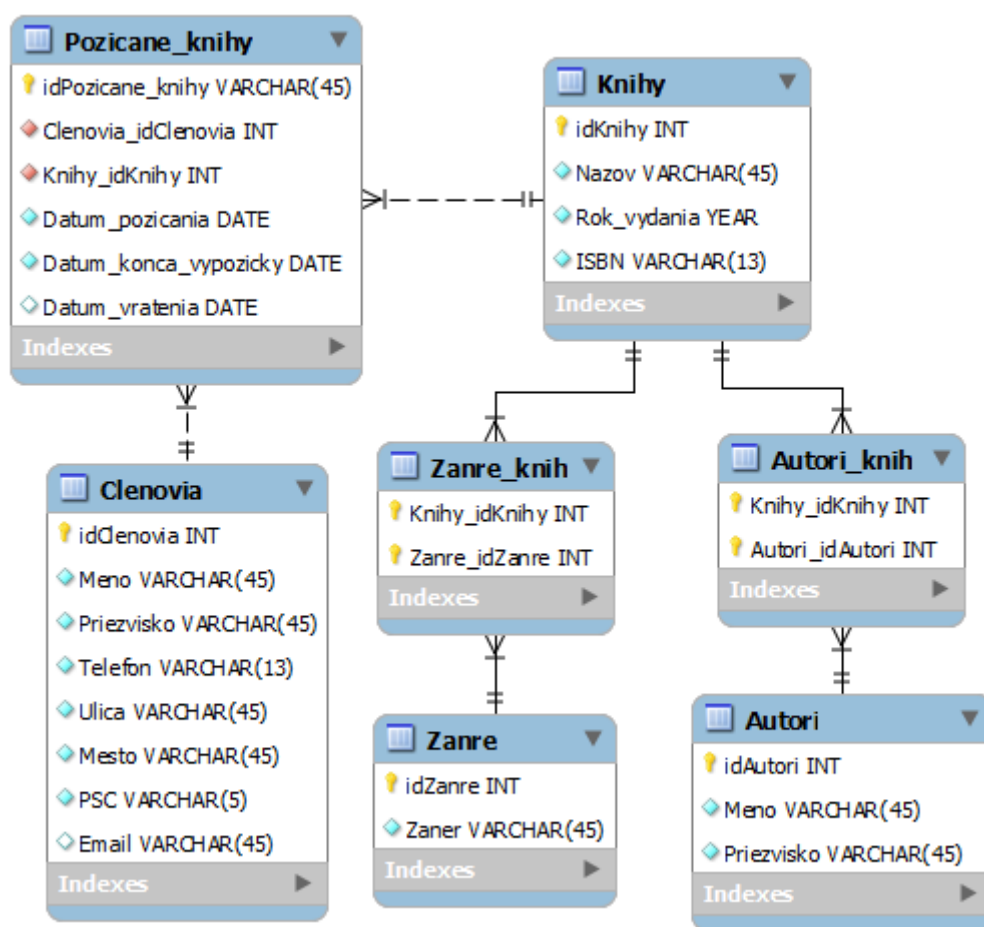 Pozicane_knihy
idPozicane_knihy VARCHAR(45)
Clenovia_idClenovia INT
Knihy_idKnihy INT
Datum_pozicania DATE
Datum_konca_vypozicky DATE
Datum_vratenia DATE
Indexes
Knihy
idKnihy INT
Nazov VARCHAR(45)
Rok_vydania YEAR
ISBN VARCHAR(13)
Indexes
Clenovia
idClenovia INT
Meno VARCHAR(45)
Priezvisko VARCHAR(45)
Telefon VARCHAR(13)
Ulica VARCHAR(45)
Mesto VARCHAR(45)
PSC VARCHAR(5)
Email VARCHAR(45)
Indexes
Zanre_knih
Knihy_idKnihy INT
Zanre_idZanre INT
Indexes
Autori_knih
Knihy_idKnihy INT
Autori_idAutori INT
Indexes
Zanre
idZanre INT
Zaner VARCHAR(45)
Indexes
Autori
idAutori INT
Meno VARCHAR(45)
Priezvisko VARCHAR(45)
Indexes